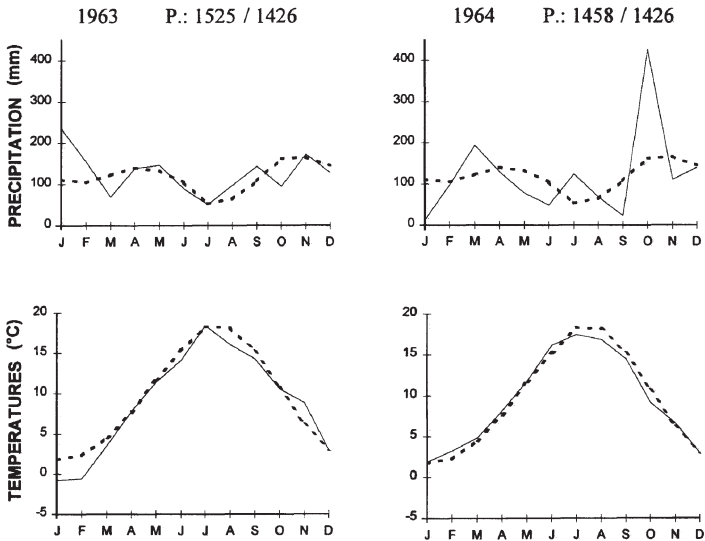 1963 P.: 1525 / 1426
1964 P.: 1458 / 1426
PRECIPITATION (mm)
400
300
200
100
0
J F M A M J J A S O N D
400
300
200
100
0
J F M A M J J A S O N D
TEMPERATURES (°C)
20
15
10
5
0
-5
J F M A M J J A S O N D
20
15
10
5
0
-5
J F M A M J J A S O N D